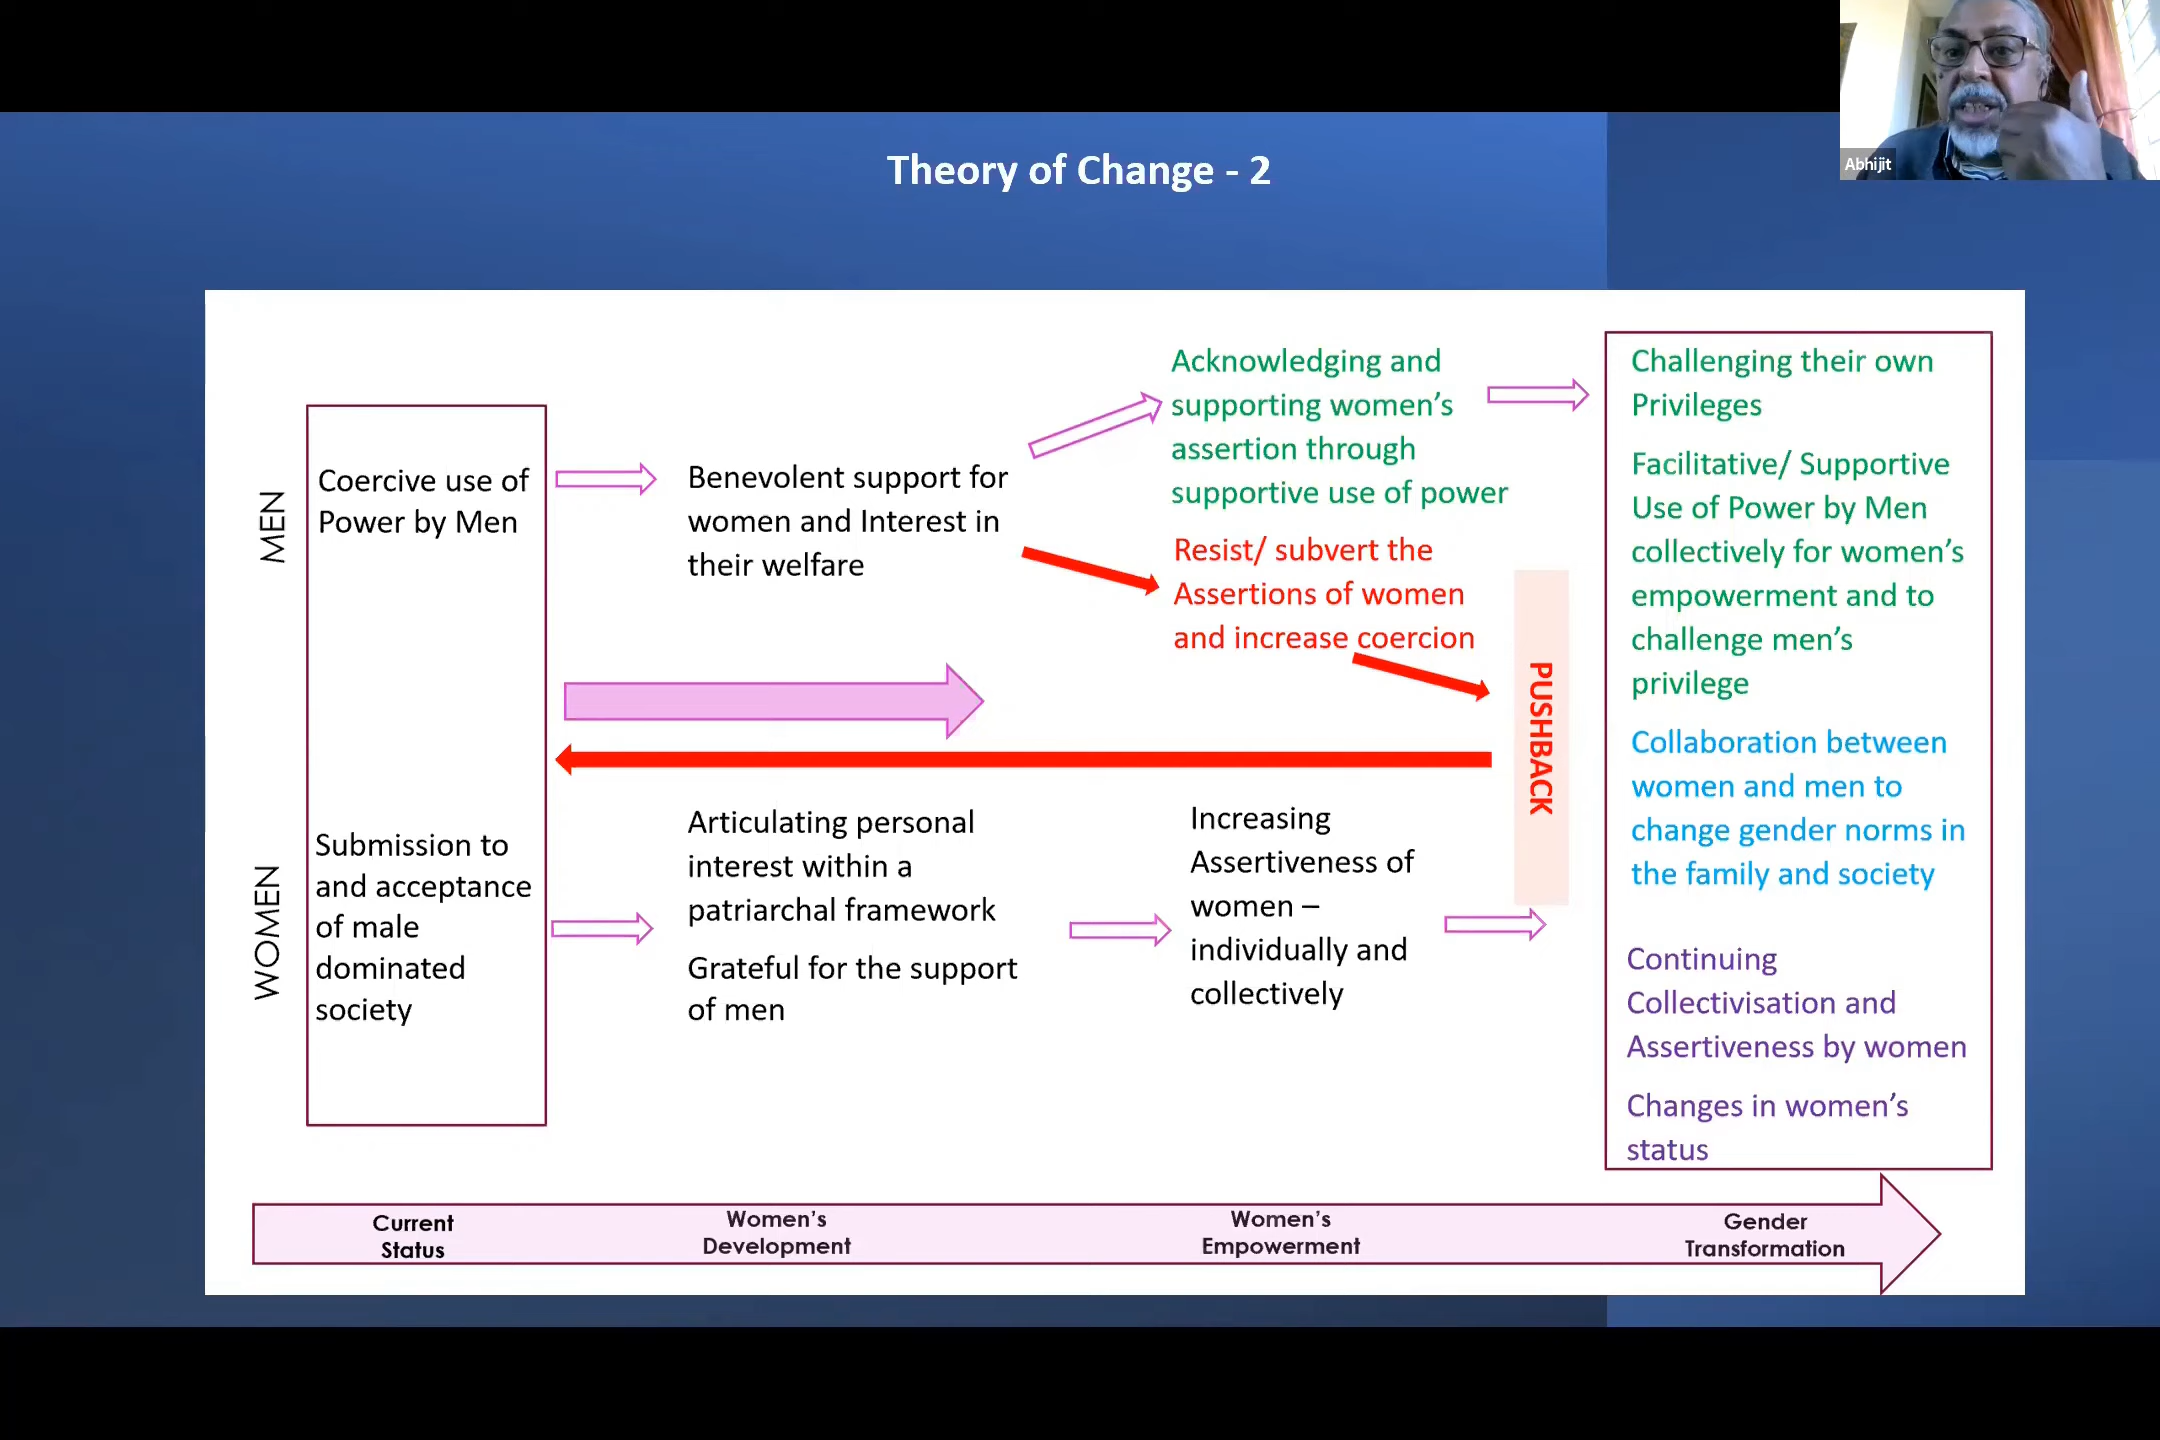 Abhijit
Theory of Change - 2
MEN
Coercive use of
Power by Men
Benevolent support for
women and Interest in
their welfare
Acknowledging and
supporting women’s
assertion through
supportive use of power
Resist/ subvert the
Assertions of women
and increase coercion
PUSHBACK
WOMEN
Submission to
and acceptance
of male
dominated
society
Articulating personal
interest within a
patriarchal framework
Grateful for the support
of men
Increasing
Assertiveness of
women –
individually and
collectively
Challenging their own
Privileges
Facilitative/ Supportive
Use of Power by Men
collectively for women’s
empowerment and to
challenge men’s
privilege
Collaboration between
women and men to
change gender norms in
the family and society
Continuing
Collectivisation and
Assertiveness by women
Changes in women’s
status
Current
Status
Women’s
Development
Women’s
Empowerment
Gender
Transformation